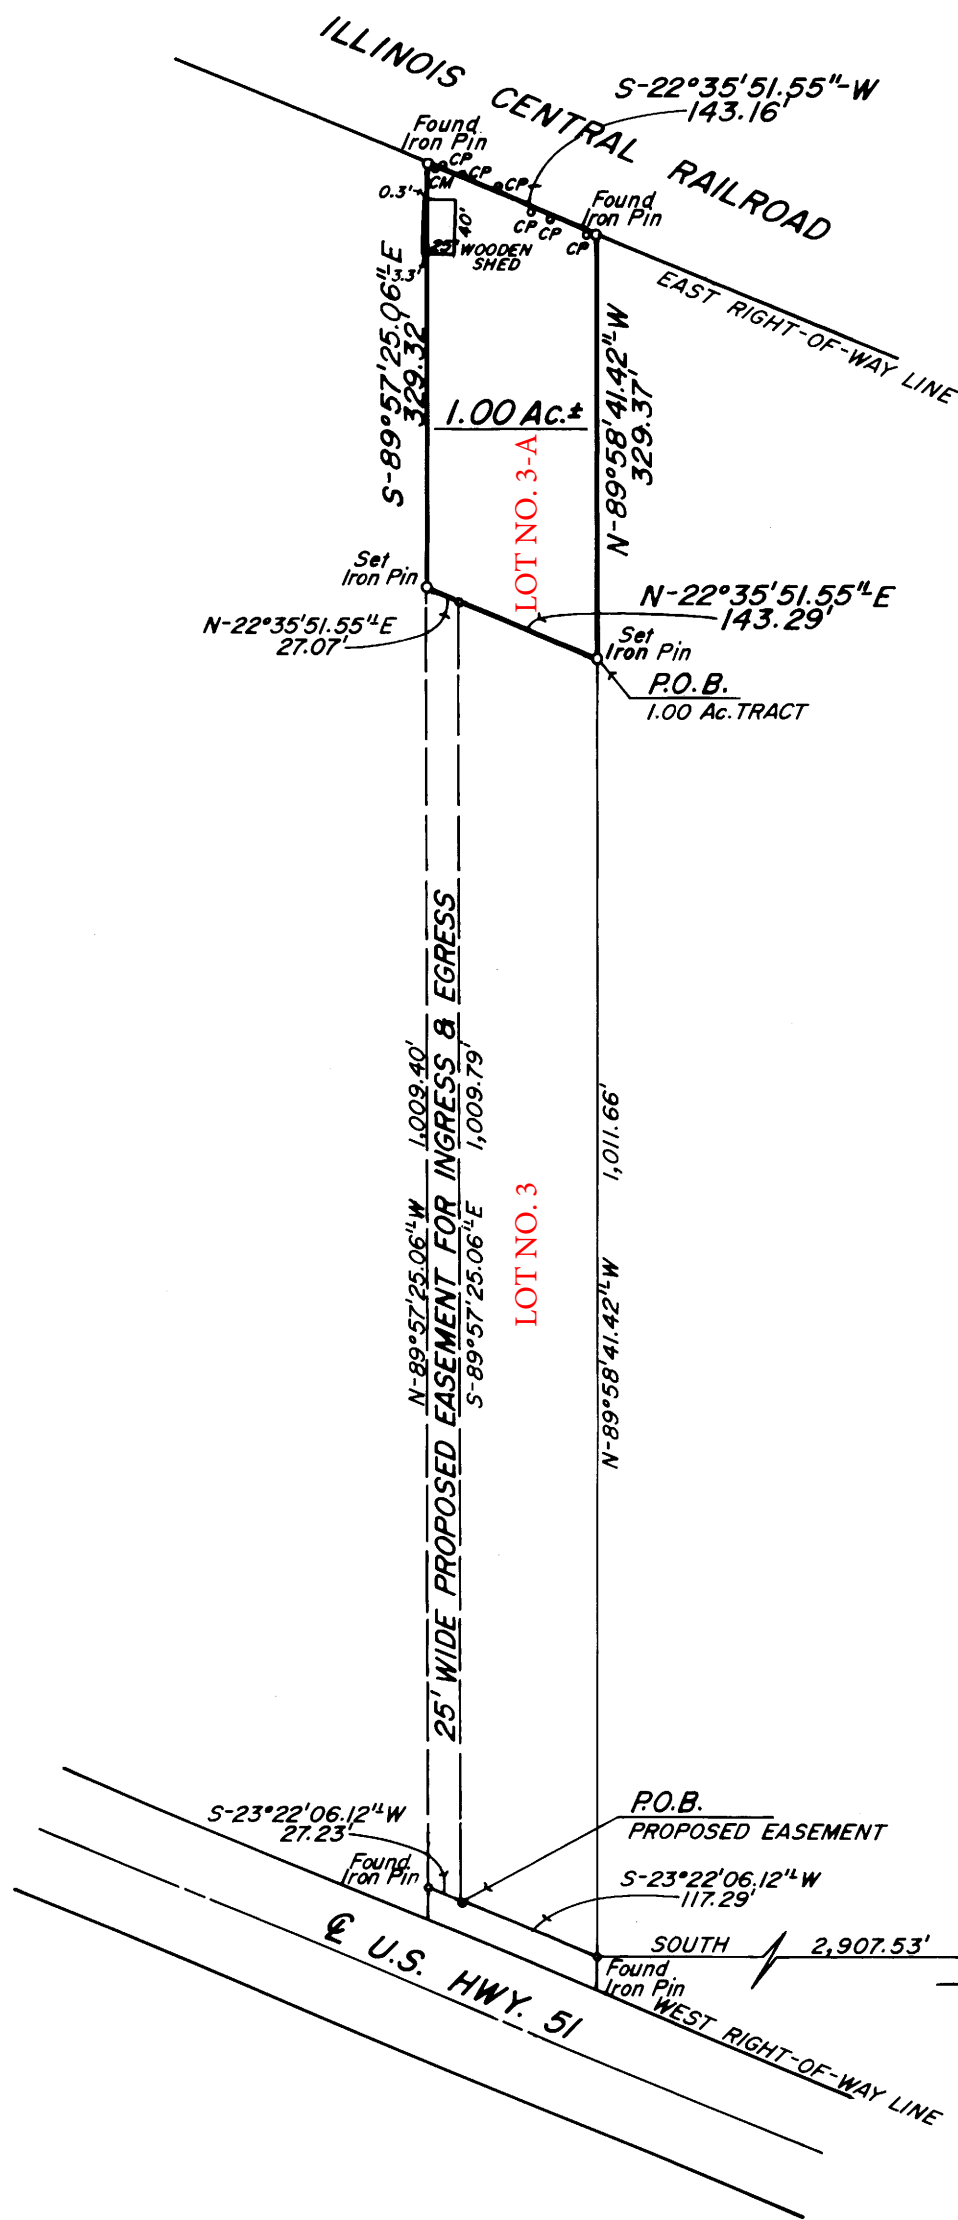 ILLINOIS CENTRAL RAILROAD
S-22°35'51.55"-W
143.16'
Found
Iron Pin
CP
CM
CP
CP
Found
Iron Pin
CP
CP
CP
0.3'
40'
25'
WOODEN
SHED
3.3'
EAST RIGHT-OF-WAY LINE
S-89°57'25.06"-E
329.32'
N-89°58'41.42"-W
329.37'
1.00 Ac.±
LOT NO. 3-A
Set
Iron Pin
N-22°35'51.55"-E
27.07'
N-22°35'51.55"-E
143.29'
Set
Iron Pin
P.O.B.
1.00 Ac. TRACT
N-89°57'25.06"-W 1,009.40'
25' WIDE PROPOSED EASEMENT FOR INGRESS & EGRESS
S-89°57'25.06"-E 1,009.79'
LOT NO. 3
N-89°58'41.42"-W 1,011.66'
S-23°22'06.12"-W
27.23'
Found
Iron Pin
P.O.B.
PROPOSED EASEMENT
S-23°22'06.12"-W
117.29'
SOUTH 2,907.53'
Found
Iron Pin
℄ U.S. HWY. 51
WEST RIGHT-OF-WAY LINE